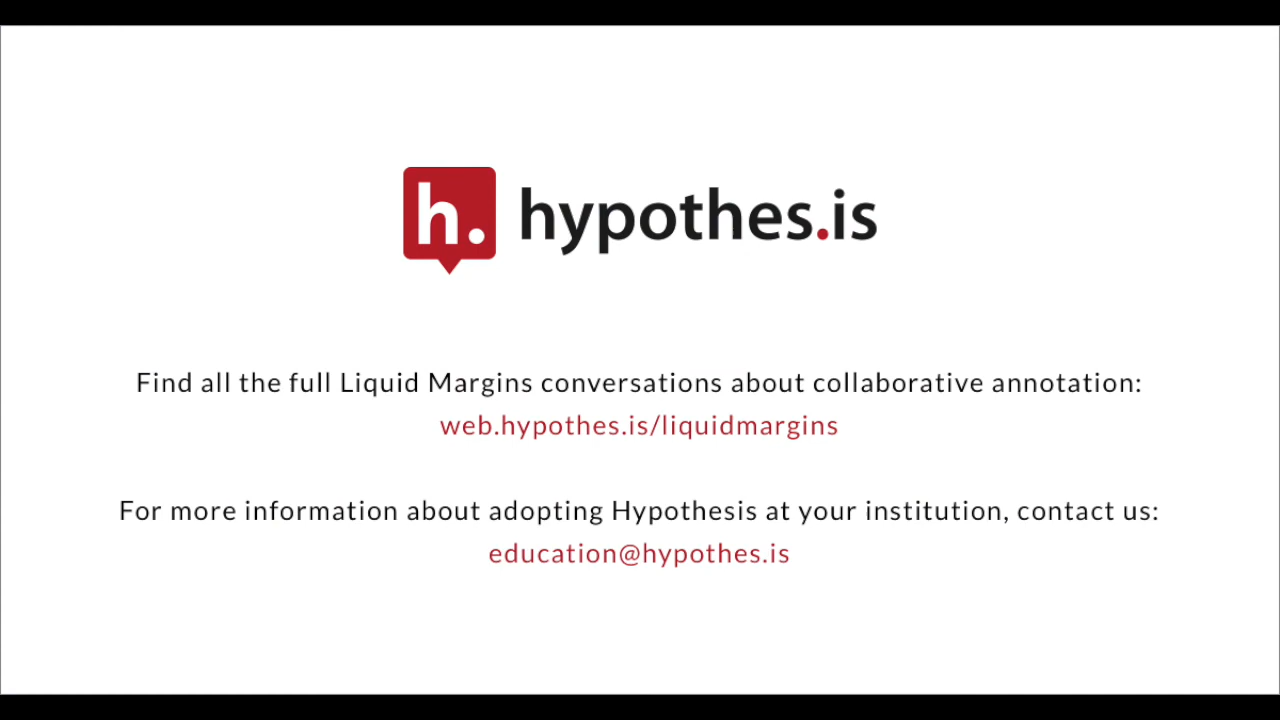 h. hypothes.is
Find all the full Liquid Margins conversations about collaborative annotation:
web.hypothes.is/liquidmargins
For more information about adopting Hypothesis at your institution, contact us:
education@hypothes.is